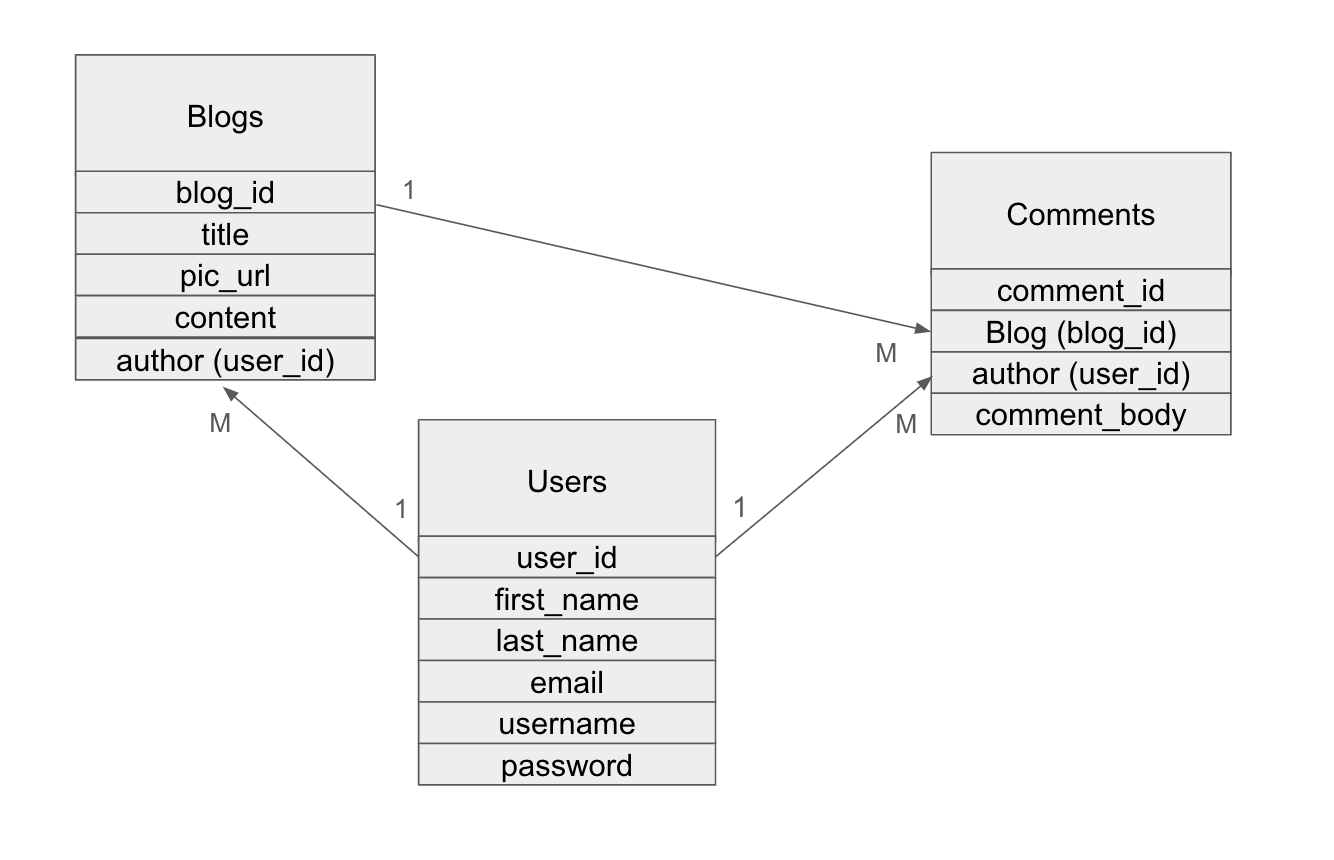 Blogs
blog_id
title
pic_url
content
author (user_id)
1
M
Comments
comment_id
Blog (blog_id)
author (user_id)
comment_body
M
M
1
1
Users
user_id
first_name
last_name
email
username
password